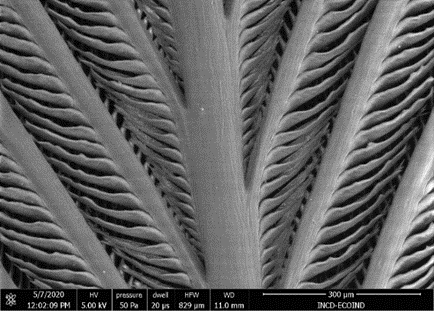 5/7/2020 HV pressure dwell HFW WD 300 µm
12:02:09 PM 5.00 kV 50 Pa 20 µs 829 µm 11.0 mm INCD-ECOIND